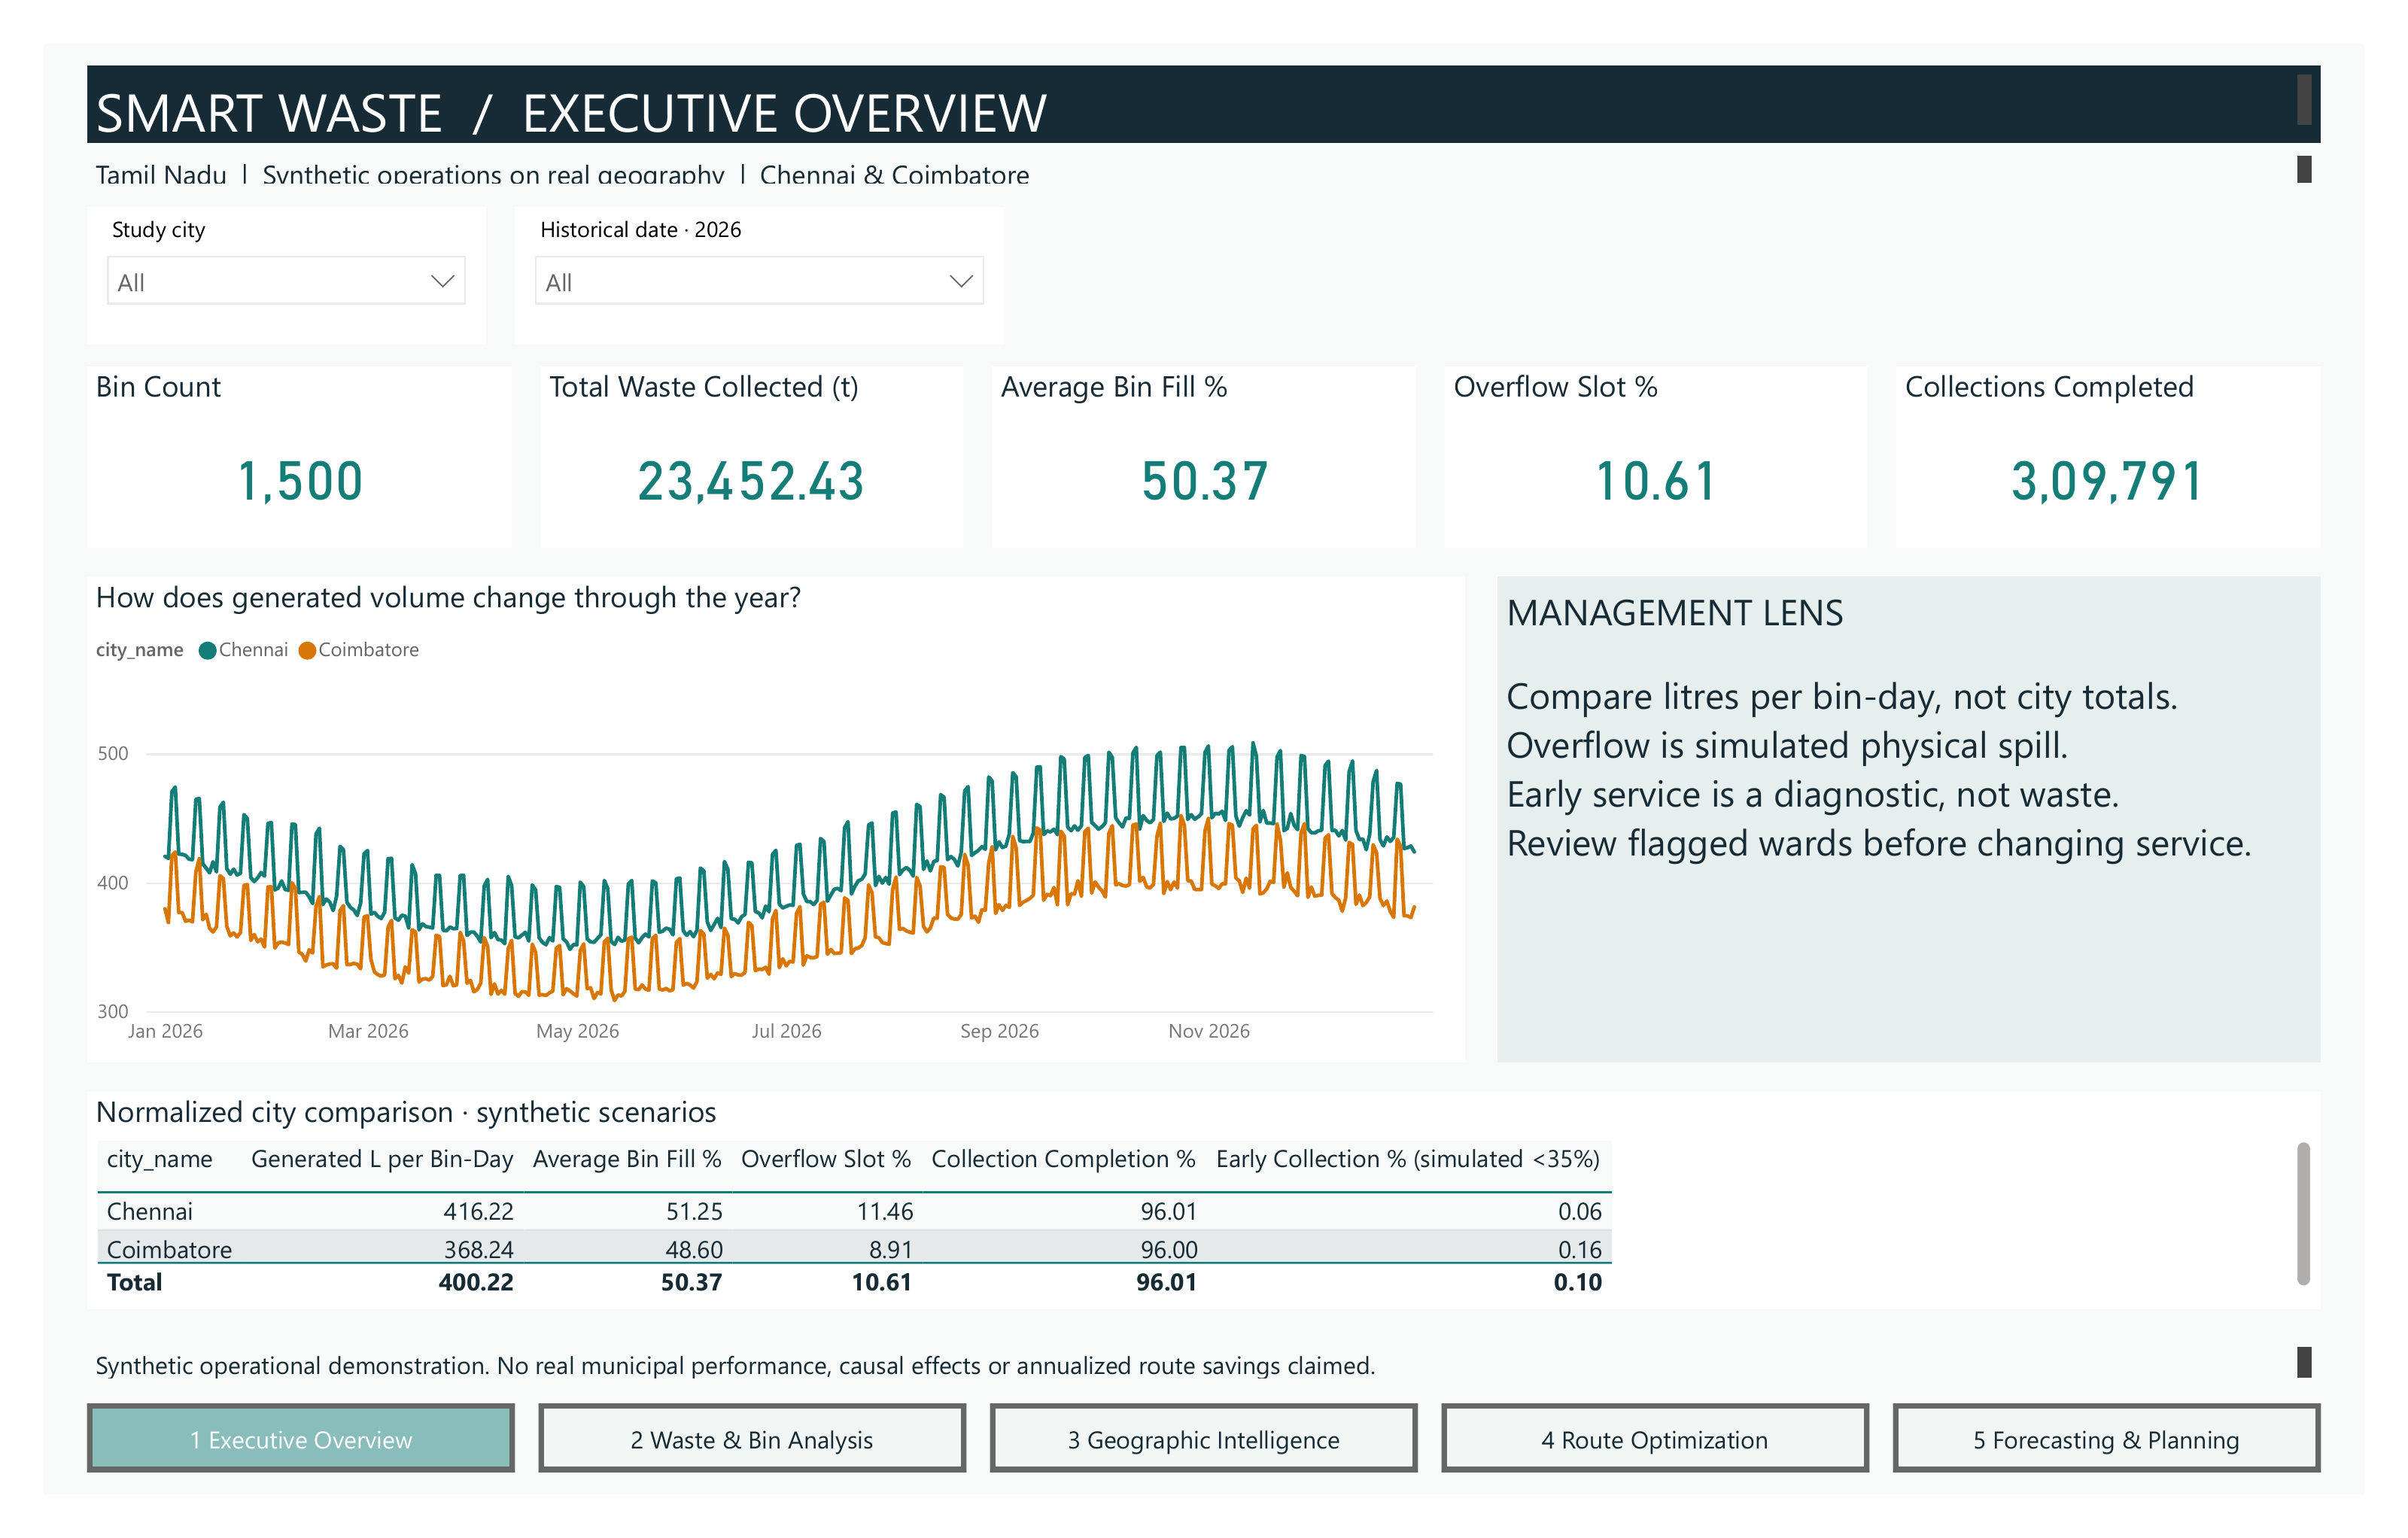 SMART WASTE / EXECUTIVE OVERVIEW
Tamil Nadu | Synthetic operations on real geography | Chennai & Coimbatore
Study city
All
Historical date · 2026
All
Bin Count
1,500
Total Waste Collected (t)
23,452.43
Average Bin Fill %
50.37
Overflow Slot %
10.61
Collections Completed
3,09,791
How does generated volume change through the year?
city_name Chennai Coimbatore
500
400
300
Jan 2026 Mar 2026 May 2026 Jul 2026 Sep 2026 Nov 2026
MANAGEMENT LENS
Compare litres per bin-day, not city totals.
Overflow is simulated physical spill.
Early service is a diagnostic, not waste.
Review flagged wards before changing service.
Normalized city comparison · synthetic scenarios
city_name Generated L per Bin-Day Average Bin Fill % Overflow Slot % Collection Completion % Early Collection % (simulated <35%)
Chennai 416.22 51.25 11.46 96.01 0.06
Coimbatore 368.24 48.60 8.91 96.00 0.16
Total 400.22 50.37 10.61 96.01 0.10
Synthetic operational demonstration. No real municipal performance, causal effects or annualized route savings claimed.
1 Executive Overview
2 Waste & Bin Analysis
3 Geographic Intelligence
4 Route Optimization
5 Forecasting & Planning